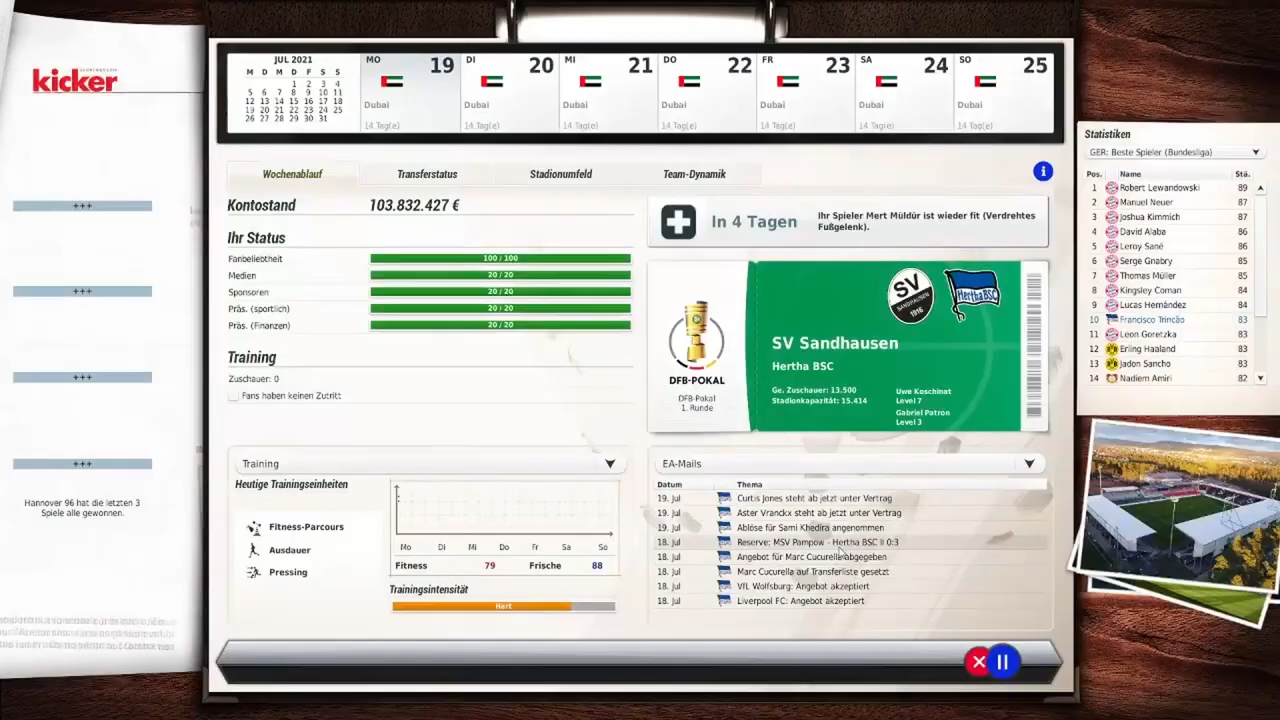 kicker
+++
+++
+++
+++
Hannover 96 hat die letzten 3
Spiele alle gewonnen.
JUL 2021
M D M D F S S
1 2 3 4
5 6 7 8 9 10 11
12 13 14 15 16 17 18
19 20 21 22 23 24 25
26 27 28 29 30 31
MO 19
Dubai
14 Tag(e)
DI 20
Dubai
14 Tag(e)
MI 21
Dubai
14 Tag(e)
DO 22
Dubai
14 Tag(e)
FR 23
Dubai
14 Tag(e)
SA 24
Dubai
14 Tag(e)
SO 25
Dubai
14 Tag(e)
Wochenablauf Transferstatus Stadionumfeld Team-Dynamik
Kontostand 103.832.427 €
Ihr Status
Fanbeliebtheit 100 / 100
Medien 20 / 20
Sponsoren 20 / 20
Präs. (sportlich) 20 / 20
Präs. (Finanzen) 20 / 20
Training
Zuschauer: 0
Fans haben keinen Zutritt
In 4 Tagen
Ihr Spieler Mert Müldür ist wieder fit (Verdrehtes
Fußgelenk).
DFB-POKAL
DFB-Pokal
1. Runde
SV
SANDHAUSEN
1916
Hertha BSC
SV Sandhausen
Hertha BSC
Ge. Zuschauer: 13.500
Stadionkapazität: 15.414
Uwe Koschinat
Level 7
Gabriel Patron
Level 3
Training
Heutige Trainingseinheiten
Fitness-Parcours
Ausdauer
Pressing
Mo Di Mi Do Fr Sa So
Fitness 79 Frische 88
Trainingsintensität
Hart
EA-Mails
Datum Thema
19. Jul Curtis Jones steht ab jetzt unter Vertrag
19. Jul Aster Vranckx steht ab jetzt unter Vertrag
19. Jul Ablöse für Sami Khedira angenommen
18. Jul Reserve: MSV Pampow - Hertha BSC II 0:3
18. Jul Angebot für Marc Cucurella abgegeben
18. Jul Marc Cucurella auf Transferliste gesetzt
18. Jul VfL Wolfsburg: Angebot akzeptiert
18. Jul Liverpool FC: Angebot akzeptiert
Statistiken
GER: Beste Spieler (Bundesliga)
Pos. Name Stä.
1 Robert Lewandowski 89
2 Manuel Neuer 87
3 Joshua Kimmich 87
4 David Alaba 86
5 Leroy Sané 86
6 Serge Gnabry 85
7 Thomas Müller 85
8 Kingsley Coman 84
9 Lucas Hernández 84
10 Francisco Trincão 83
11 Leon Goretzka 83
12 Erling Haaland 83
13 Jadon Sancho 83
14 Nadiem Amiri 82